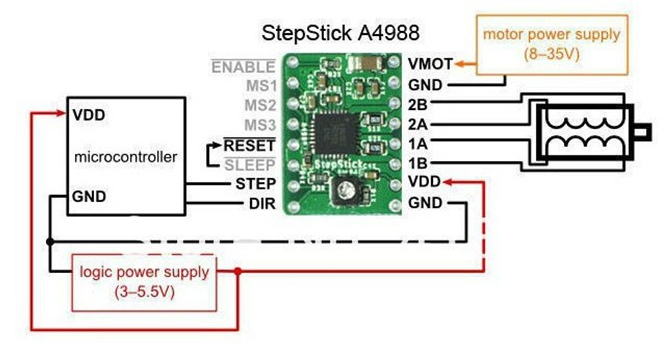 StepStick A4988
motor power supply
(8–35V)
ENABLE
MS1
MS2
MS3
RESET
SLEEP
STEP
DIR
VMOT
GND
2B
2A
1A
1B
VDD
GND
VDD
microcontroller
GND
StepStick
logic power supply
(3–5.5V)